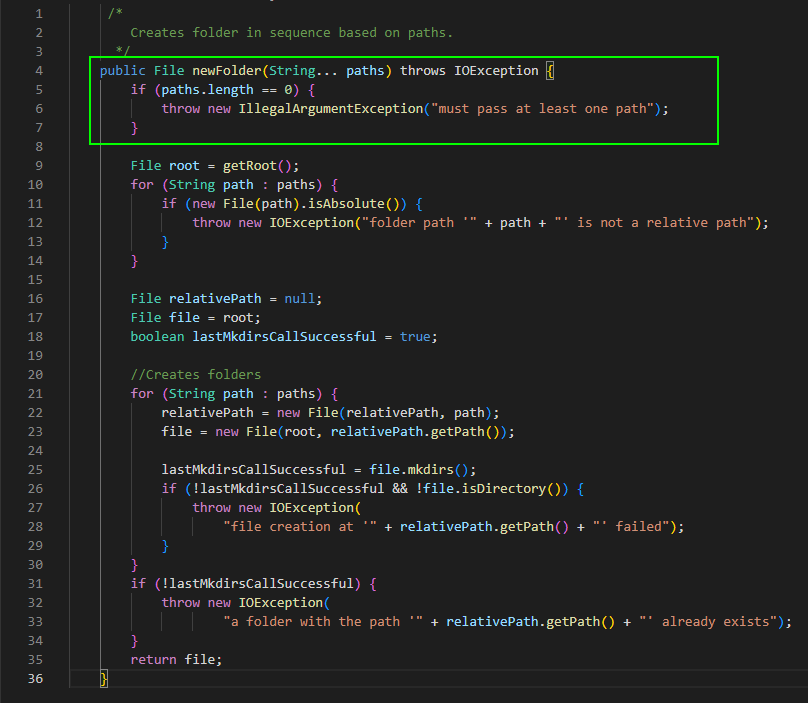 1 /*
2 Creates folder in sequence based on paths.
3 */
4 public File newFolder(String... paths) throws IOException {
5 if (paths.length == 0) {
6 throw new IllegalArgumentException("must pass at least one path");
7 }
8
9 File root = getRoot();
10 for (String path : paths) {
11 if (new File(path).isAbsolute()) {
12 throw new IOException("folder path '" + path + "' is not a relative path");
13 }
14 }
15
16 File relativePath = null;
17 File file = root;
18 boolean lastMkdirsCallSuccessful = true;
19
20 //Creates folders
21 for (String path : paths) {
22 relativePath = new File(relativePath, path);
23 file = new File(root, relativePath.getPath());
24
25 lastMkdirsCallSuccessful = file.mkdirs();
26 if (!lastMkdirsCallSuccessful && !file.isDirectory()) {
27 throw new IOException(
28 "file creation at '" + relativePath.getPath() + "' failed");
29 }
30 }
31 if (!lastMkdirsCallSuccessful) {
32 throw new IOException(
33 "a folder with the path '" + relativePath.getPath() + "' already exists");
34 }
35 return file;
36 }